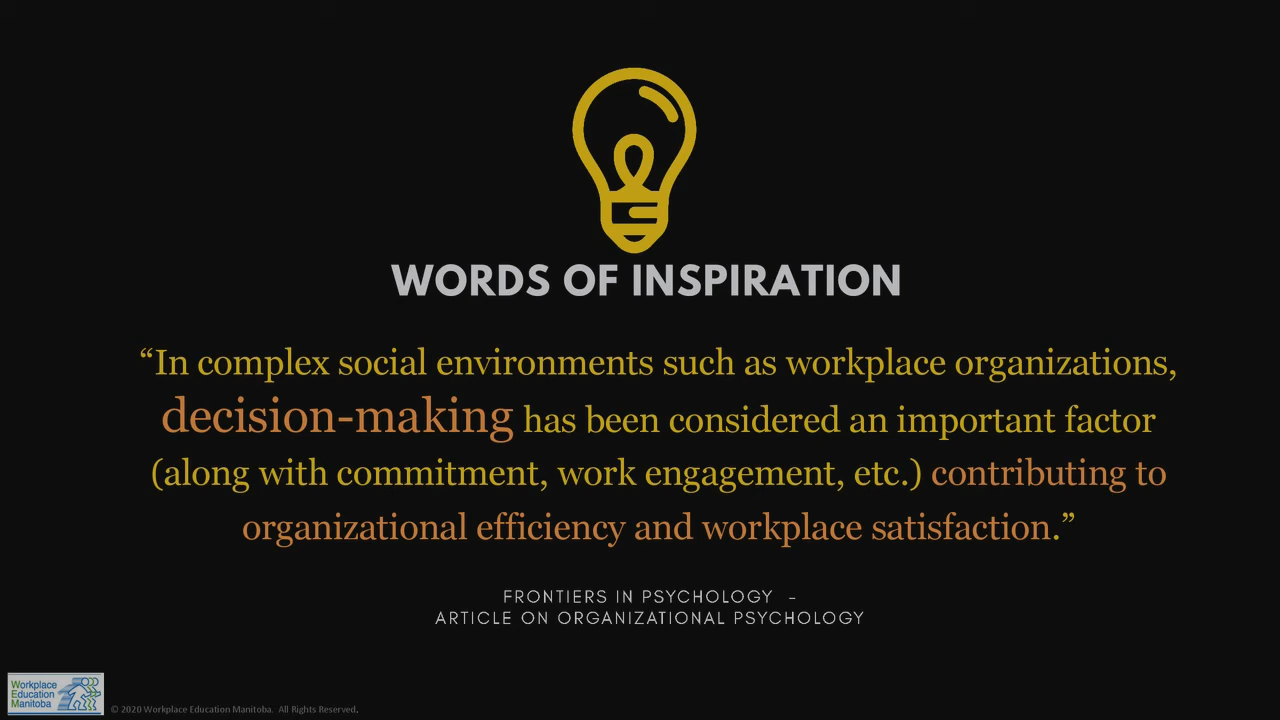 WORDS OF INSPIRATION
“In complex social environments such as workplace organizations,
decision-making has been considered an important factor
(along with commitment, work engagement, etc.) contributing to
organizational efficiency and workplace satisfaction.”
FRONTIERS IN PSYCHOLOGY –
ARTICLE ON ORGANIZATIONAL PSYCHOLOGY
Workplace
Education
Manitoba
© 2020 Workplace Education Manitoba. All Rights Reserved.